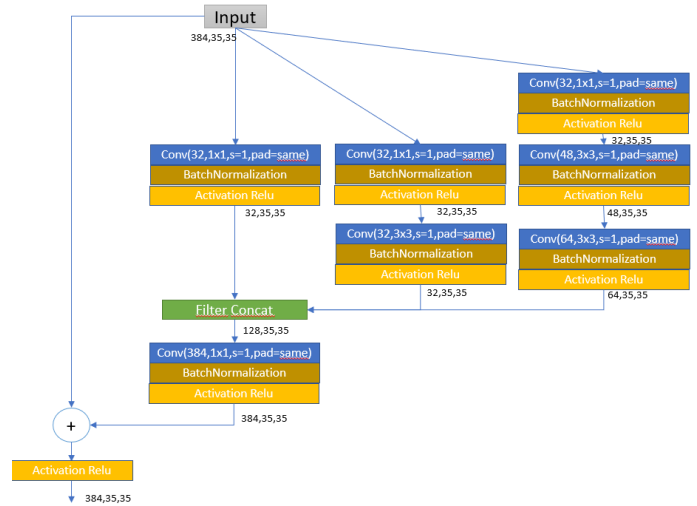 Input
384,35,35
Conv(32,1x1,s=1,pad=same)
BatchNormalization
Activation Relu
32,35,35
Conv(32,1x1,s=1,pad=same)
BatchNormalization
Activation Relu
32,35,35
Conv(32,1x1,s=1,pad=same)
BatchNormalization
Activation Relu
32,35,35
Conv(48,3x3,s=1,pad=same)
BatchNormalization
Activation Relu
48,35,35
Conv(32,3x3,s=1,pad=same)
BatchNormalization
Activation Relu
32,35,35
Conv(64,3x3,s=1,pad=same)
BatchNormalization
Activation Relu
64,35,35
Filter Concat
128,35,35
Conv(384,1x1,s=1,pad=same)
BatchNormalization
Activation Relu
384,35,35
+
Activation Relu
384,35,35